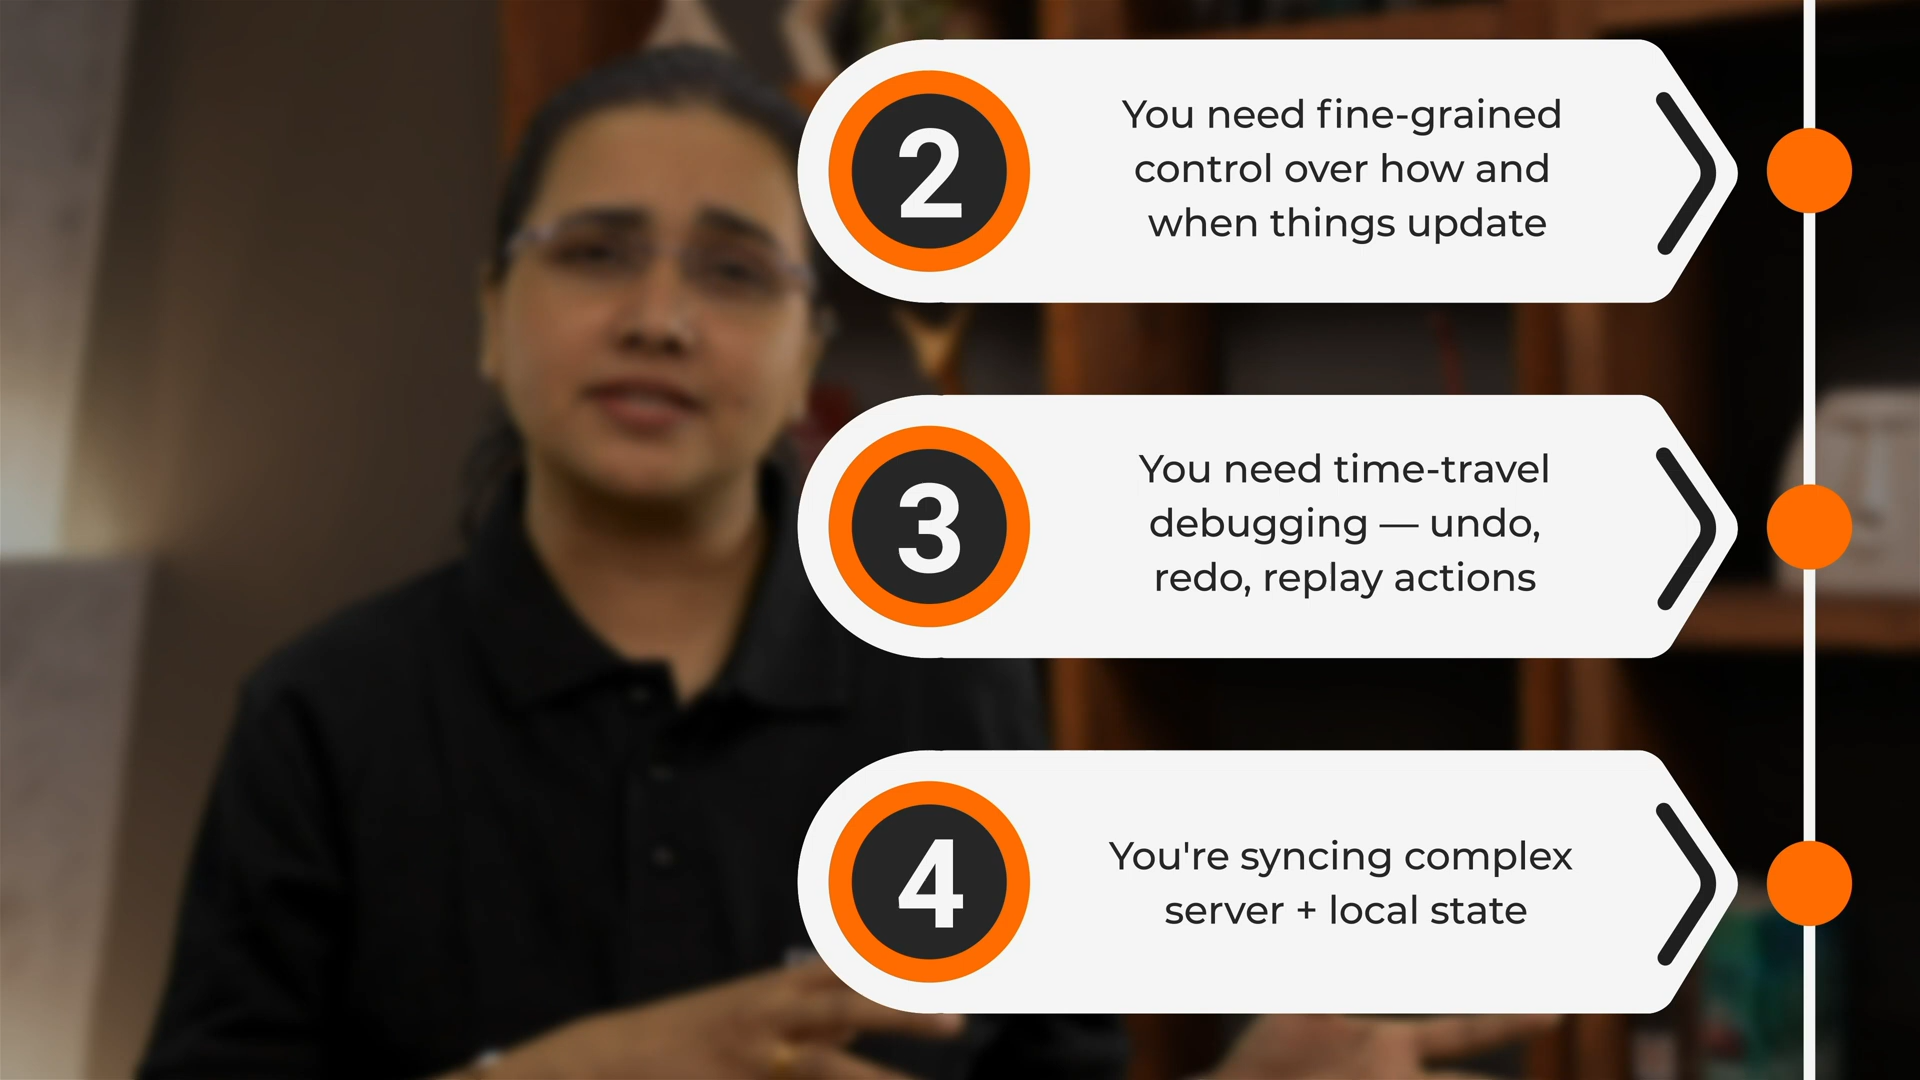 2
You need fine-grained
control over how and
when things update
3
You need time-travel
debugging — undo,
redo, replay actions
4
You're syncing complex
server + local state